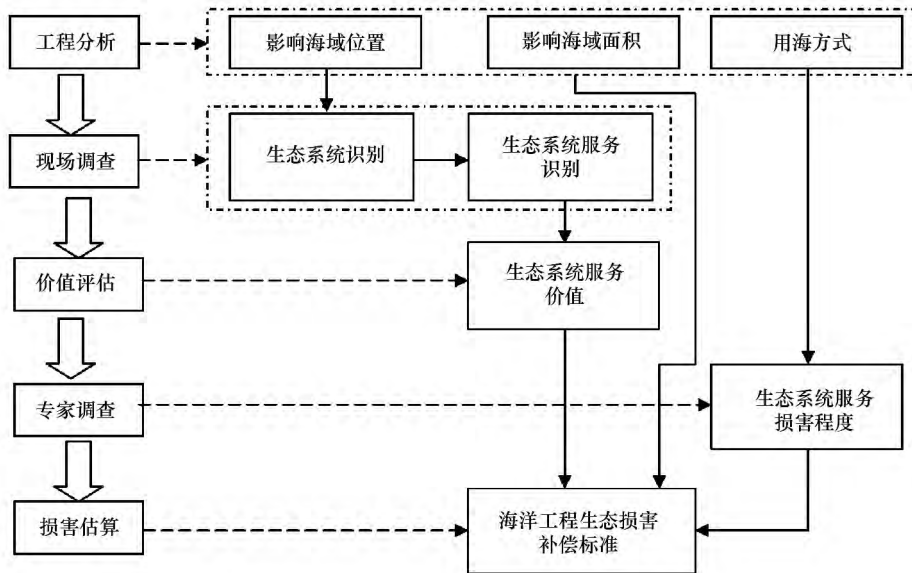 工程分析
影响海域位置
影响海域面积
用海方式
现场调查
生态系统识别
生态系统服务
识别
价值评估
生态系统服务
价值
专家调查
生态系统服务
损害程度
损害估算
海洋工程生态损害
补偿标准